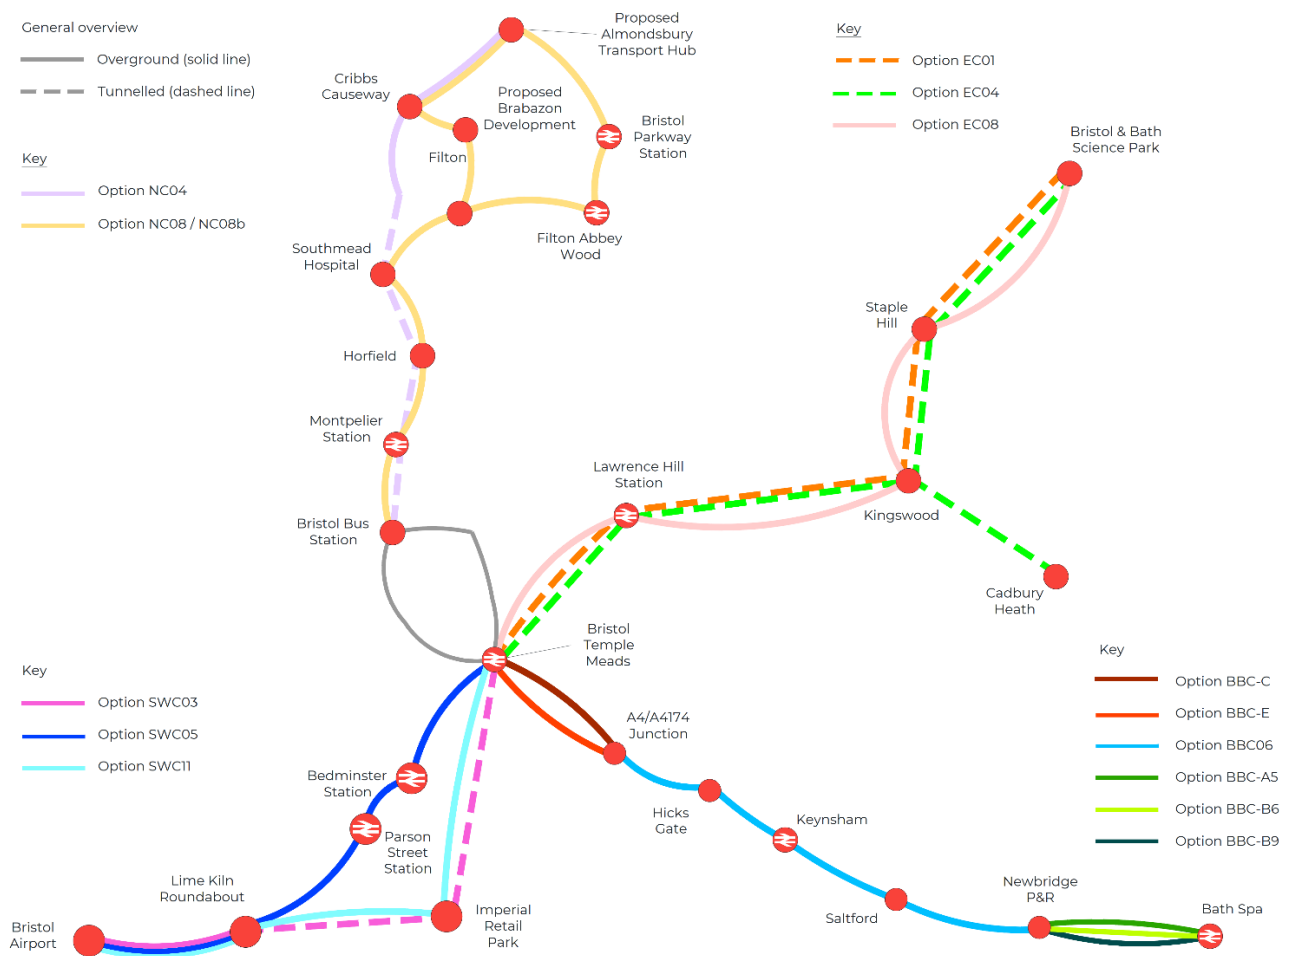 General overview
Overground (solid line)
Tunnelled (dashed line)
Key
Option NC04
Option NC08 / NC08b
Proposed
Almondsbury
Transport Hub
Cribbs
Causeway
Proposed
Brabazon
Development
Filton
Bristol
Parkway
Station
Filton Abbey
Wood
Southmead
Hospital
Horfield
Montpelier
Station
Bristol Bus
Station
Key
Option EC01
Option EC04
Option EC08
Bristol & Bath
Science Park
Staple
Hill
Lawrence Hill
Station
Kingswood
Cadbury
Heath
Bristol
Temple
Meads
Key
Option SWC03
Option SWC05
Option SWC11
Bedminster
Station
Parson
Street
Station
Lime Kiln
Roundabout
Bristol
Airport
Imperial
Retail
Park
A4/A4174
Junction
Hicks
Gate
Keynsham
Saltford
Newbridge
P&R
Bath Spa
Key
Option BBC-C
Option BBC-E
Option BBC06
Option BBC-A5
Option BBC-B6
Option BBC-B9